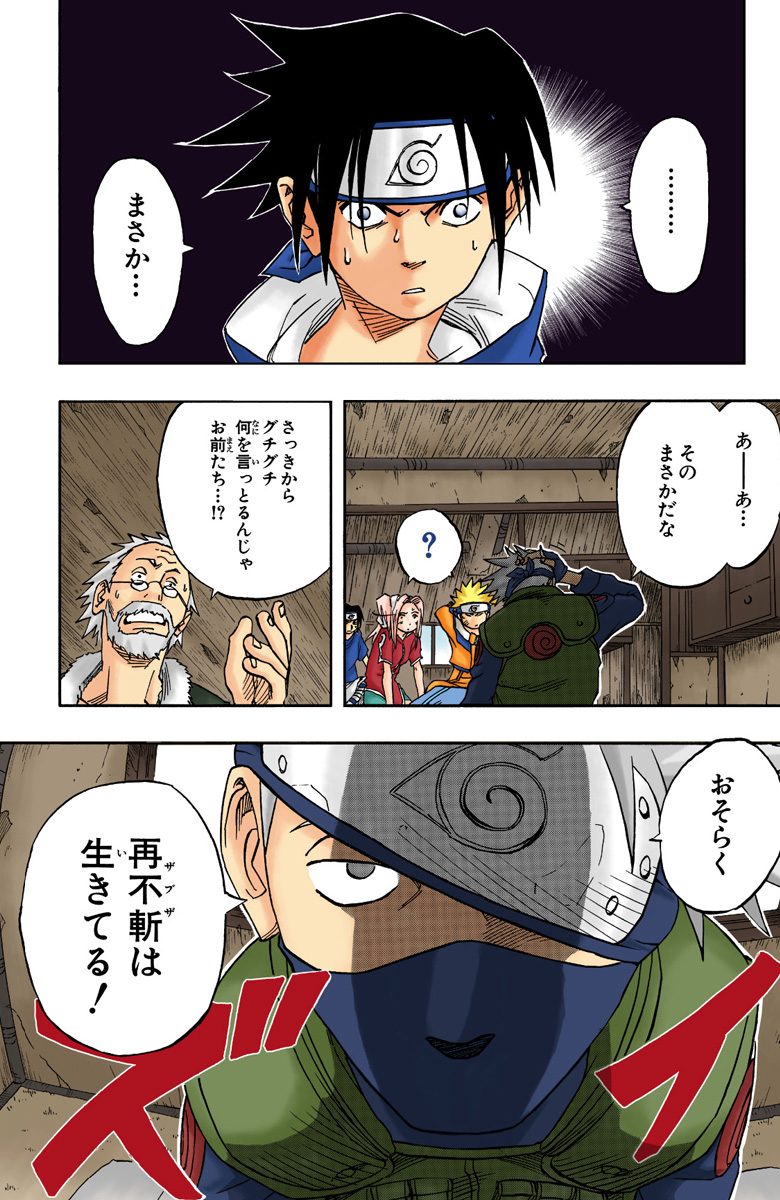 ………
まさか…
あ――あ…
その
まさかだな
?
さっきから
グチグチ
何を言っとるんじゃ
お前たち…!?
おそらく
再不斬は
生きてる!
ズイ